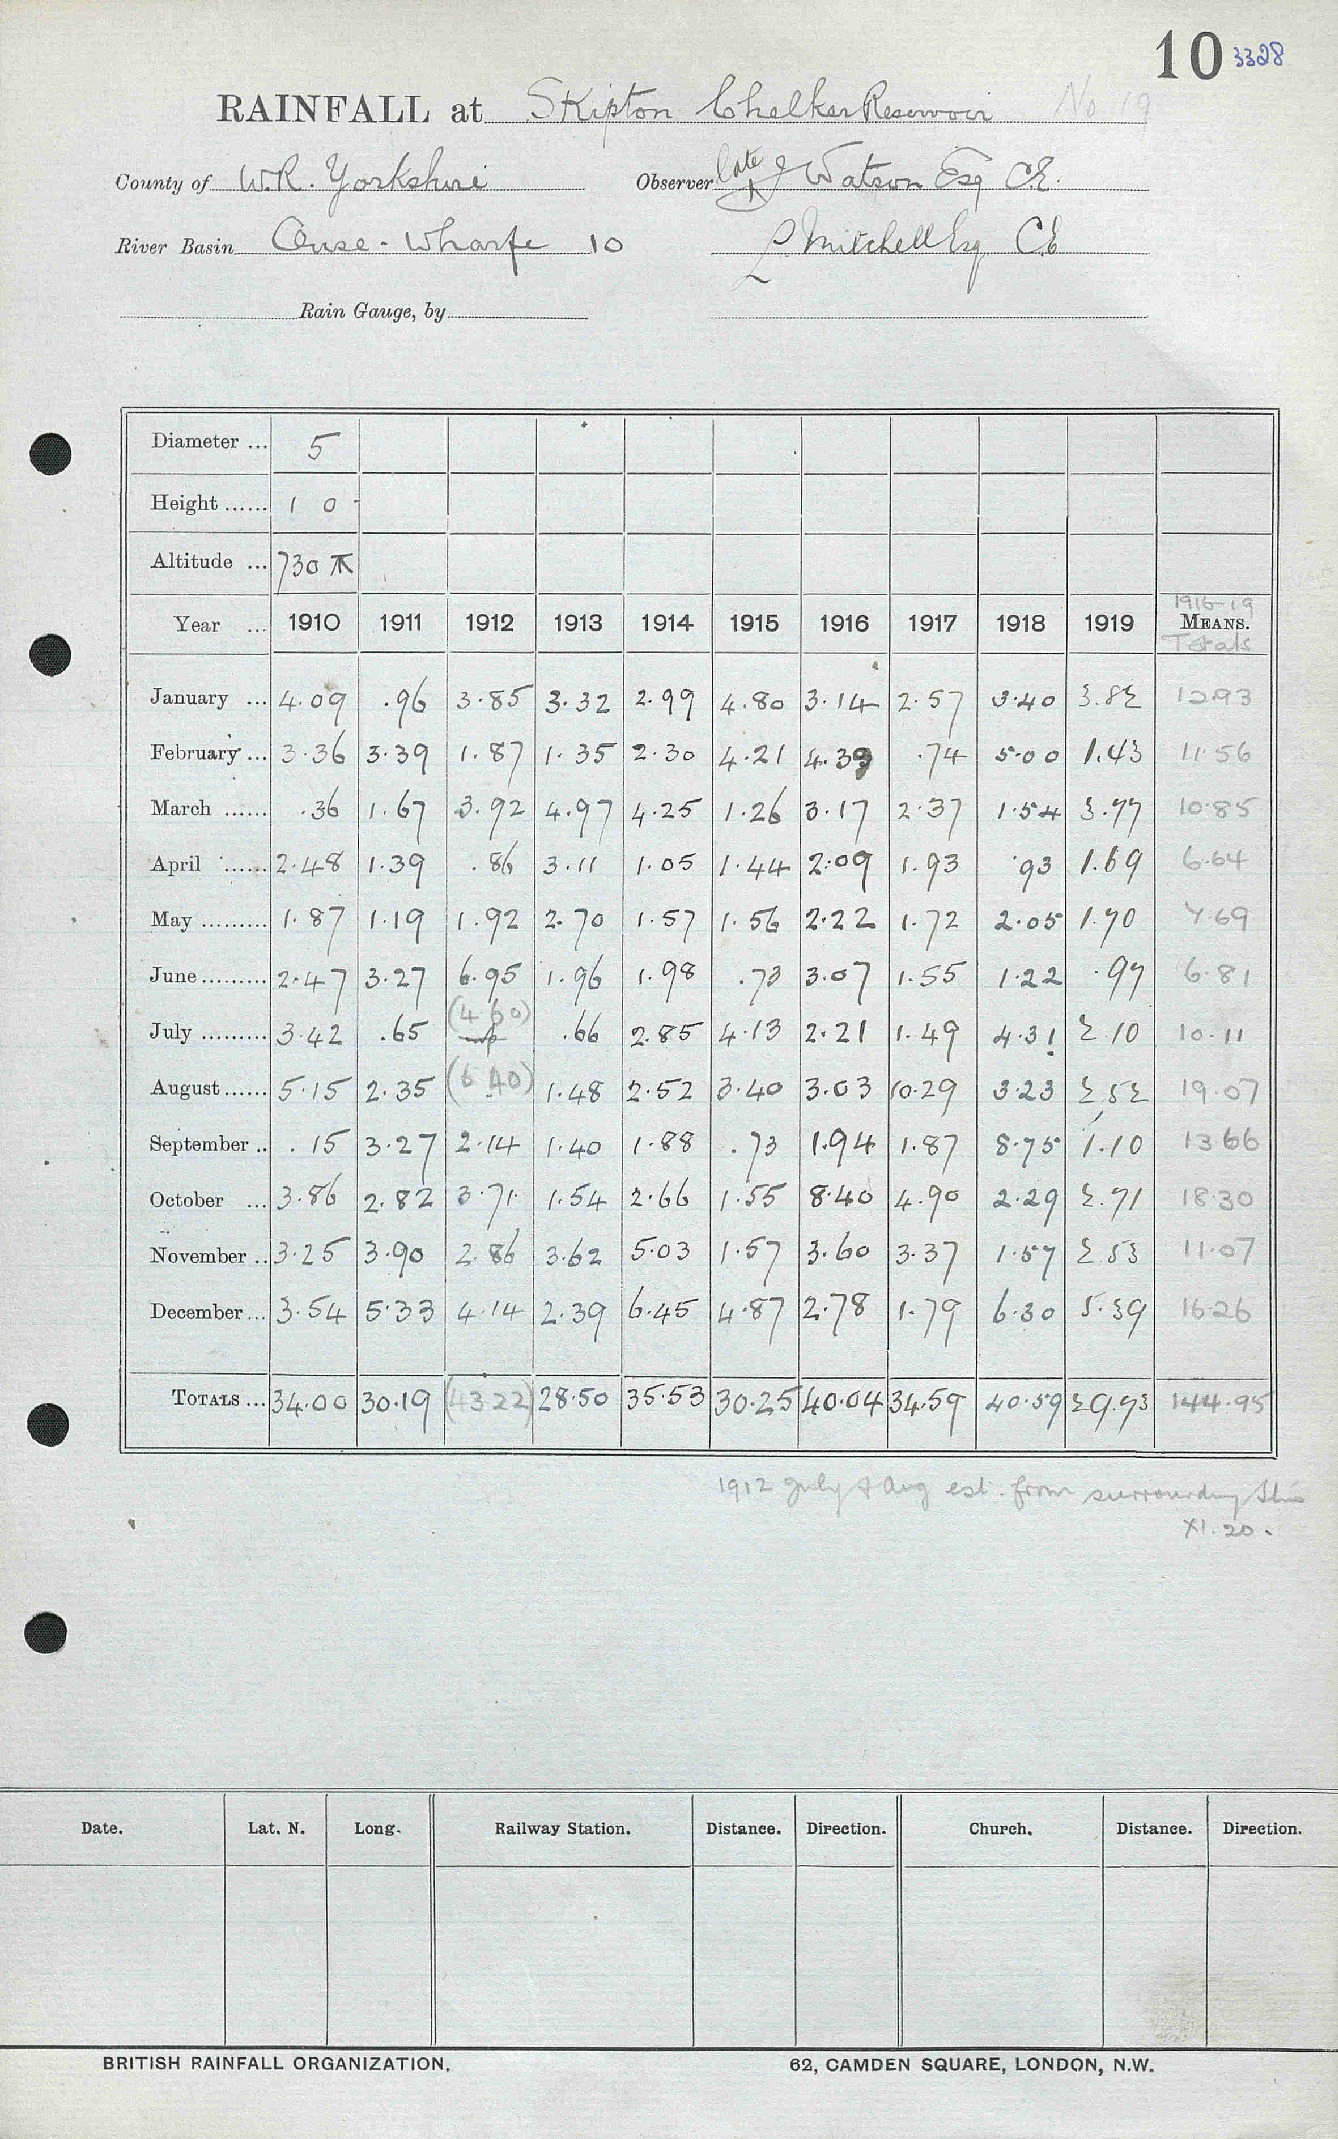 10 3328
RAINFALL at Skipton Chelker Reservoir No 19
County of W.R. Yorkshire Observer late J Watson Esq C.E.
River Basin Ouse - Wharfe 10 L. Mitchell Esq C.E
Rain Gauge, by
Diameter ... 5
Height ...... 1 0
Altitude ... 730 ft
1916-19
Year ... 1910 1911 1912 1913 1914 1915 1916 1917 1918 1919 MEANS.
Totals
January ... 4.09 .96 3.85 3.32 2.99 4.80 3.14 2.57 3.40 3.82 12.93
February ... 3.36 3.39 1.87 1.35 2.30 4.21 4.39 .74 5.00 1.43 11.56
March ...... .36 1.67 3.92 4.97 4.25 1.26 3.17 2.37 1.54 3.77 10.85
April ...... 2.48 1.39 .86 3.11 1.05 1.44 2.09 1.93 .93 1.69 6.64
May ......... 1.87 1.19 1.92 2.70 1.57 1.56 2.22 1.72 2.05 1.70 7.69
June ......... 2.47 3.27 6.95 1.96 1.98 .73 3.07 1.55 1.22 .97 6.81
July ......... 3.42 .65 (4.60) .66 2.85 4.13 2.21 1.49 4.31 2.10 10.11
August ...... 5.15 2.35 (6.40) 1.48 2.52 3.40 3.03 10.29 3.23 2.52 19.07
September .. .15 3.27 2.14 1.40 1.88 .73 1.94 1.87 8.75 1.10 13.66
October ... 3.86 2.82 3.71 1.54 2.66 1.55 8.40 4.90 2.29 2.71 18.30
November .. 3.25 3.90 2.86 3.62 5.03 1.57 3.60 3.37 1.57 2.53 11.07
December ... 3.54 5.33 4.14 2.39 6.45 4.87 2.78 1.79 6.30 5.39 16.26
TOTALS ... 34.00 30.19 (43.22) 28.50 35.53 30.25 40.04 34.59 40.59 29.73 144.95
1912 July & Aug est. from surrounding
XI.20.
Date. Lat. N. Long. Railway Station. Distance. Direction. Church. Distance. Direction.
BRITISH RAINFALL ORGANIZATION. 62, CAMDEN SQUARE, LONDON, N.W.